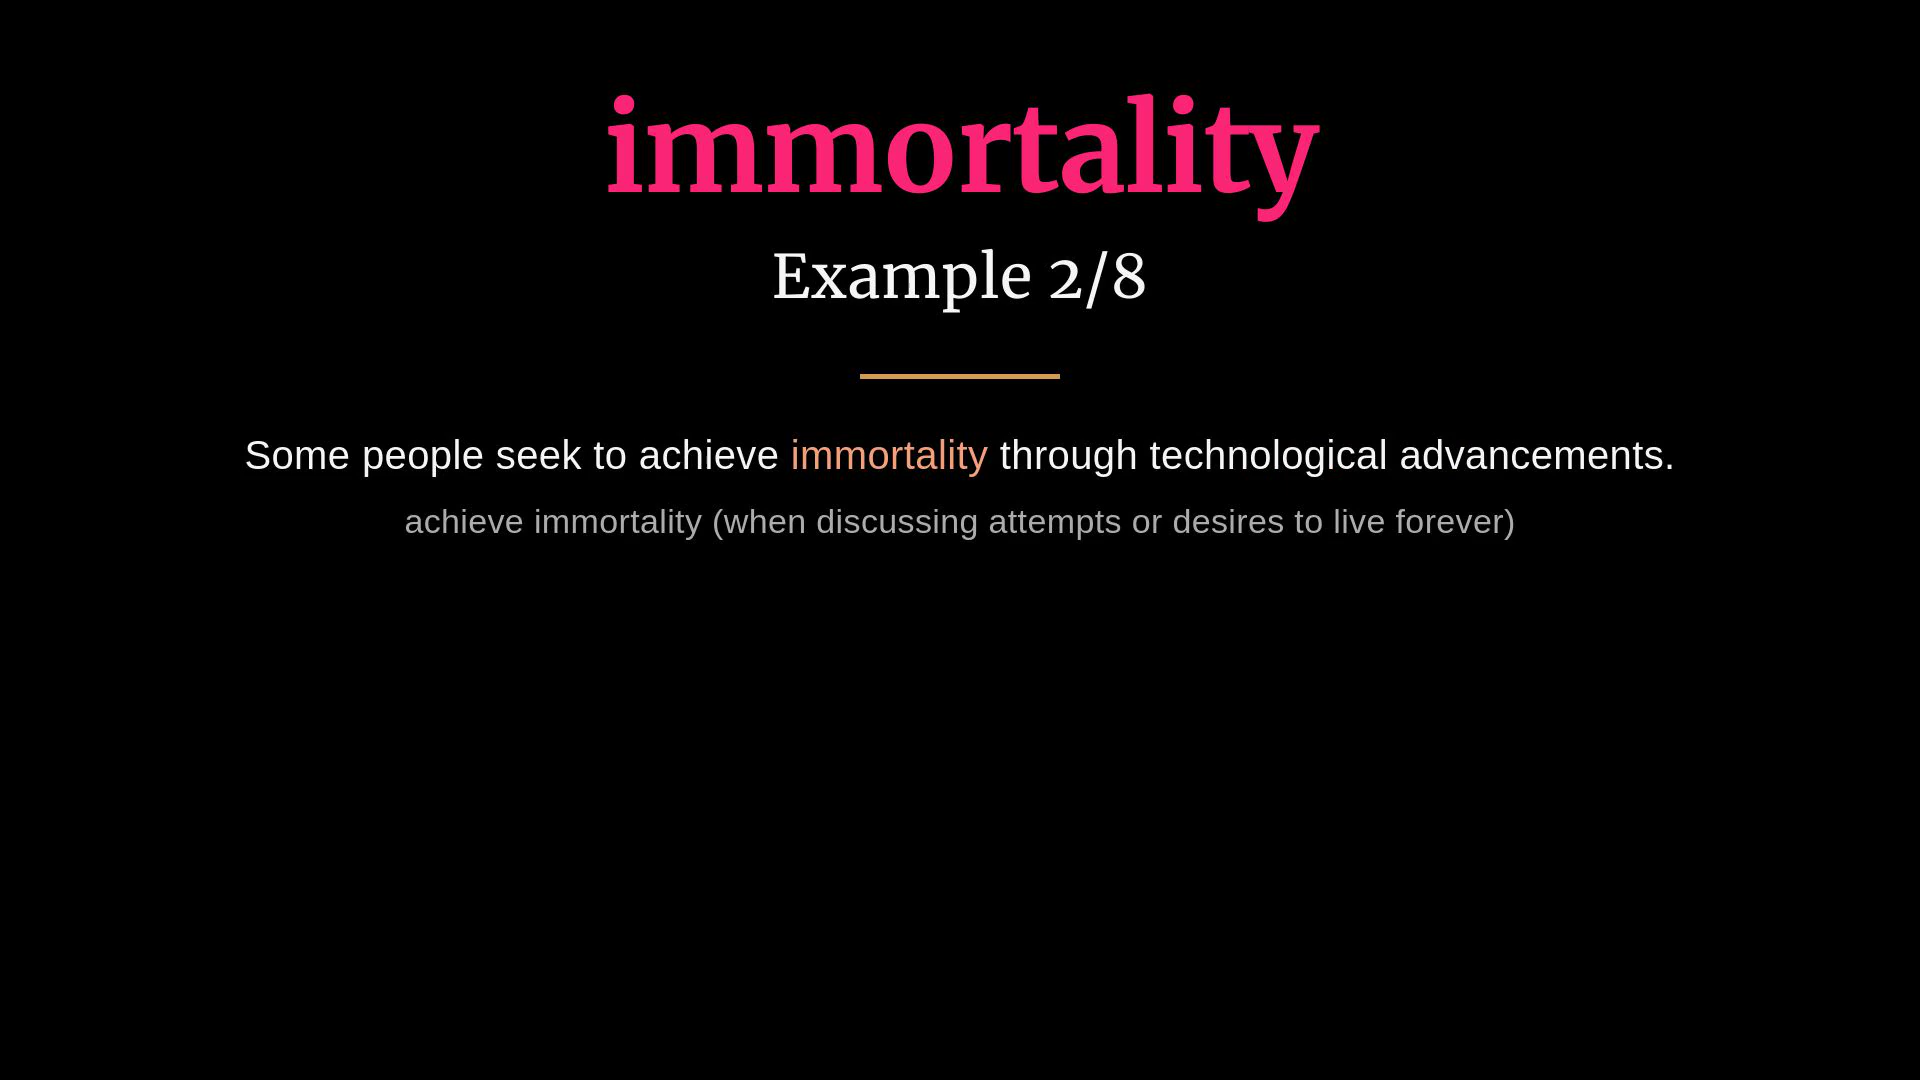 immortality
Example 2/8
Some people seek to achieve immortality through technological advancements.
achieve immortality (when discussing attempts or desires to live forever)